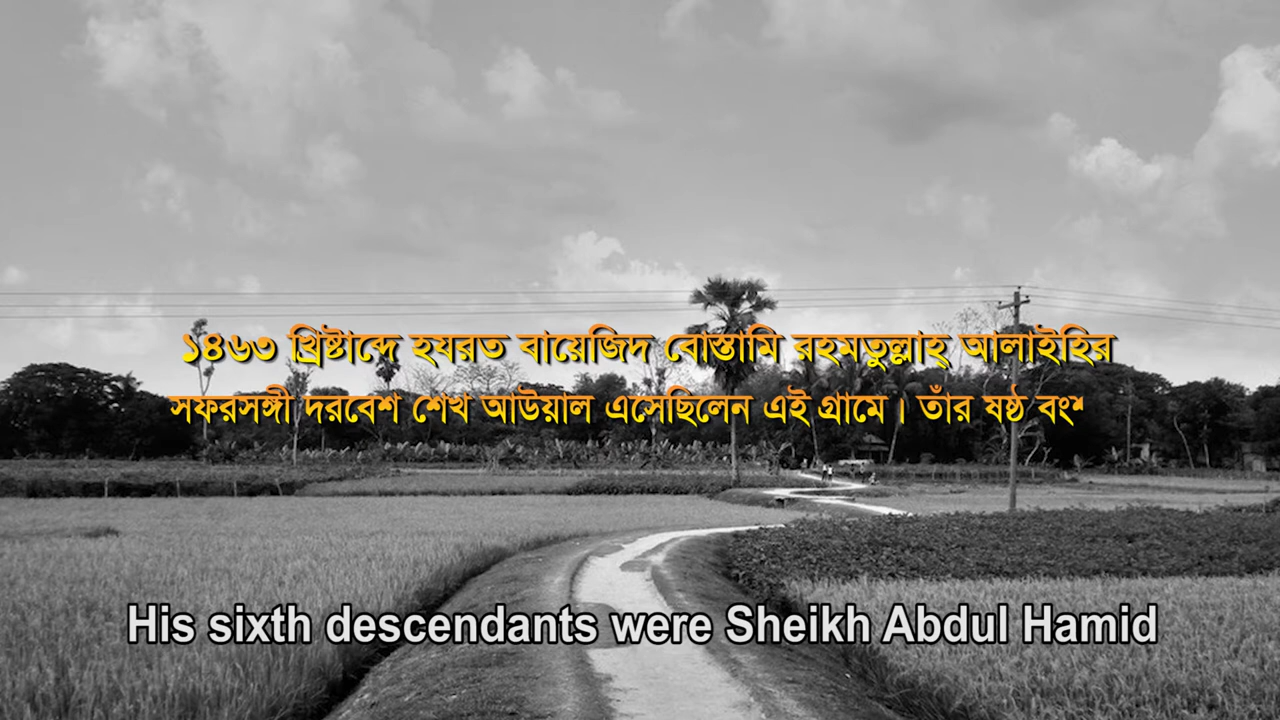 ১৪৬৩ খ্রিষ্টাব্দে হযরত বায়েজিদ বোস্তামি রহমতুল্লাহ্ আলাইহির
সফরসঙ্গী দরবেশ শেখ আউয়াল এসেছিলেন এই গ্রামে। তাঁর ষষ্ঠ
His sixth descendants were Sheikh Abdul Hamid